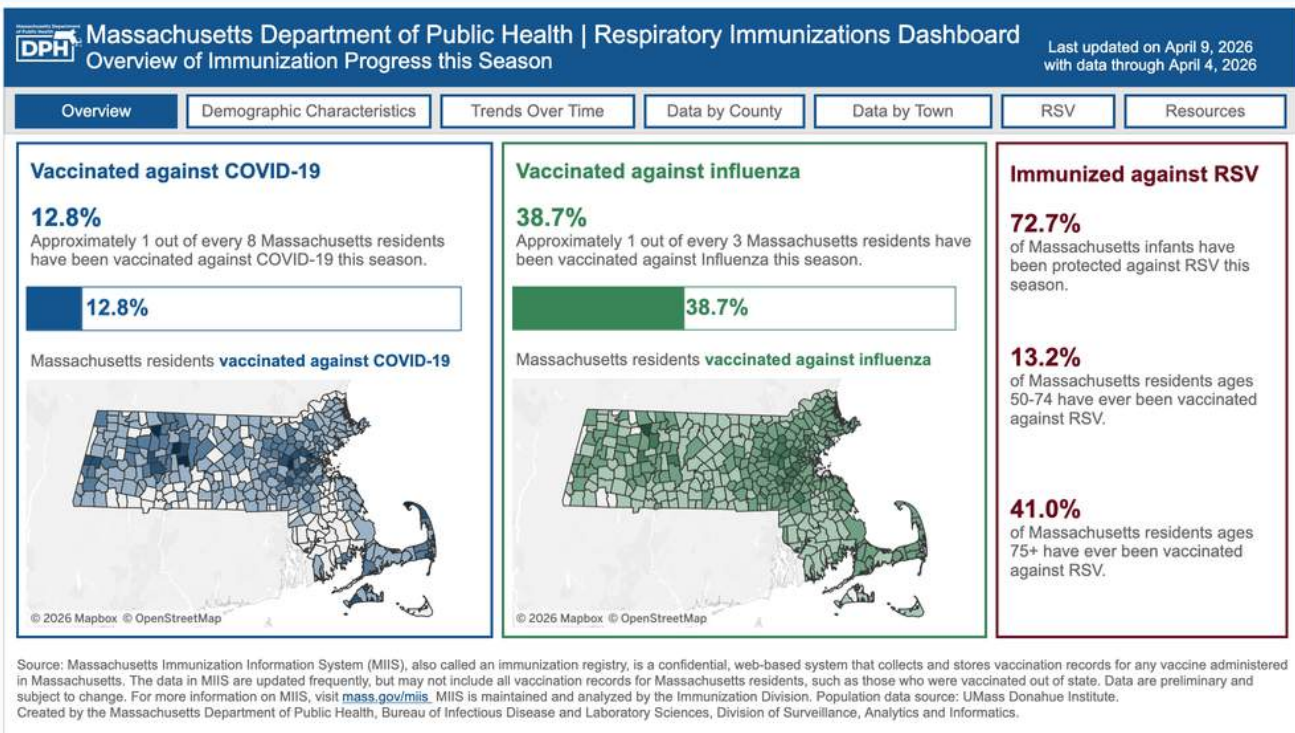 Massachusetts Department
of Public Health
DPH
Massachusetts Department of Public Health | Respiratory Immunizations Dashboard
Overview of Immunization Progress this Season
Last updated on April 9, 2026
with data through April 4, 2026
Overview
Demographic Characteristics
Trends Over Time
Data by County
Data by Town
RSV
Resources
Vaccinated against COVID-19
12.8%
Approximately 1 out of every 8 Massachusetts residents
have been vaccinated against COVID-19 this season.
12.8%
Massachusetts residents vaccinated against COVID-19
© 2026 Mapbox © OpenStreetMap
Vaccinated against influenza
38.7%
Approximately 1 out of every 3 Massachusetts residents have
been vaccinated against Influenza this season.
38.7%
Massachusetts residents vaccinated against influenza
© 2026 Mapbox © OpenStreetMap
Immunized against RSV
72.7%
of Massachusetts infants have
been protected against RSV this
season.
13.2%
of Massachusetts residents ages
50-74 have ever been vaccinated
against RSV.
41.0%
of Massachusetts residents ages
75+ have ever been vaccinated
against RSV.
Source: Massachusetts Immunization Information System (MIIS), also called an immunization registry, is a confidential, web-based system that collects and stores vaccination records for any vaccine administered
in Massachusetts. The data in MIIS are updated frequently, but may not include all vaccination records for Massachusetts residents, such as those who were vaccinated out of state. Data are preliminary and
subject to change. For more information on MIIS, visit mass.gov/miis MIIS is maintained and analyzed by the Immunization Division. Population data source: UMass Donahue Institute.
Created by the Massachusetts Department of Public Health, Bureau of Infectious Disease and Laboratory Sciences, Division of Surveillance, Analytics and Informatics.